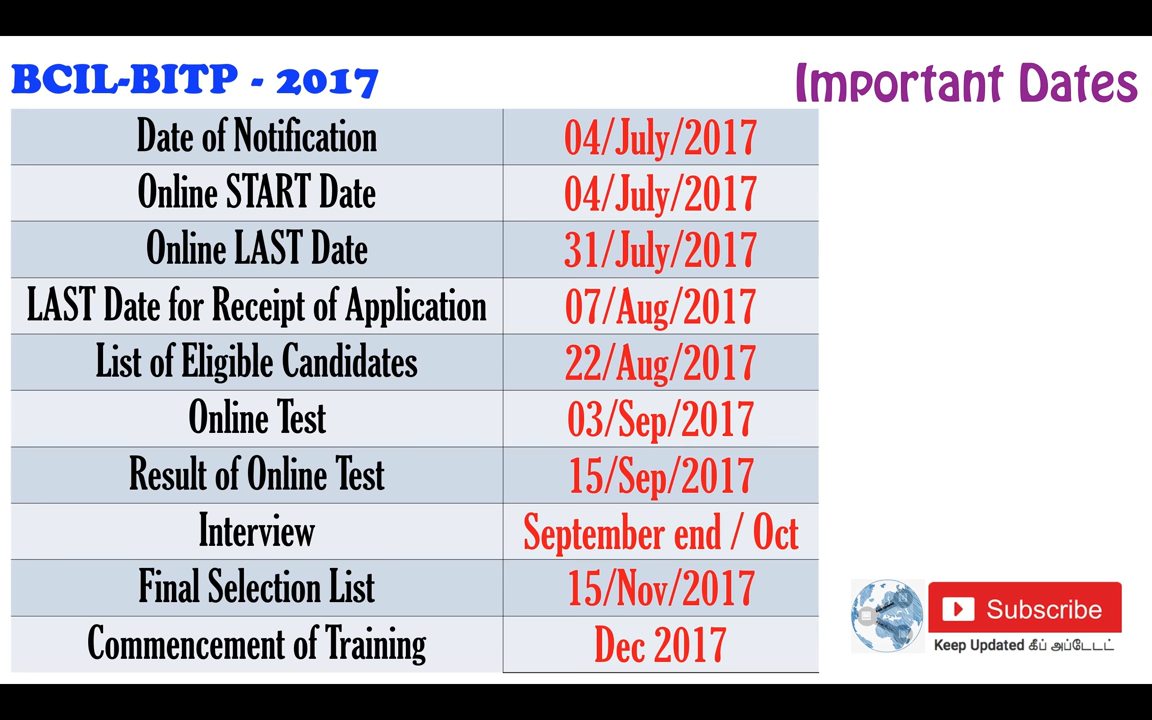 BCIL-BITP - 2017
Important Dates
Date of Notification 04/July/2017
Online START Date 04/July/2017
Online LAST Date 31/July/2017
LAST Date for Receipt of Application 07/Aug/2017
List of Eligible Candidates 22/Aug/2017
Online Test 03/Sep/2017
Result of Online Test 15/Sep/2017
Interview September end / Oct
Final Selection List 15/Nov/2017
Commencement of Training Dec 2017
Subscribe
Keep Updated கீப் அப்டேடட்